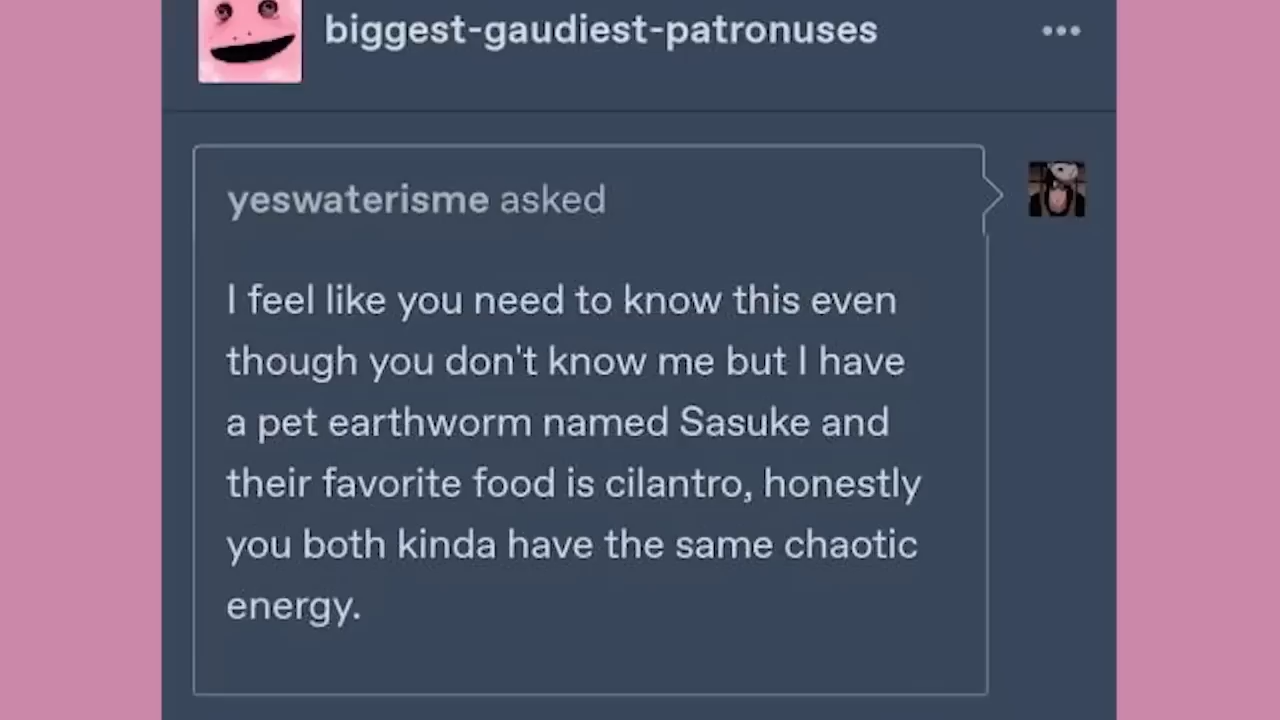 biggest-gaudiest-patronuses
yeswaterisme asked
I feel like you need to know this even
though you don't know me but I have
a pet earthworm named Sasuke and
their favorite food is cilantro, honestly
you both kinda have the same chaotic
energy.